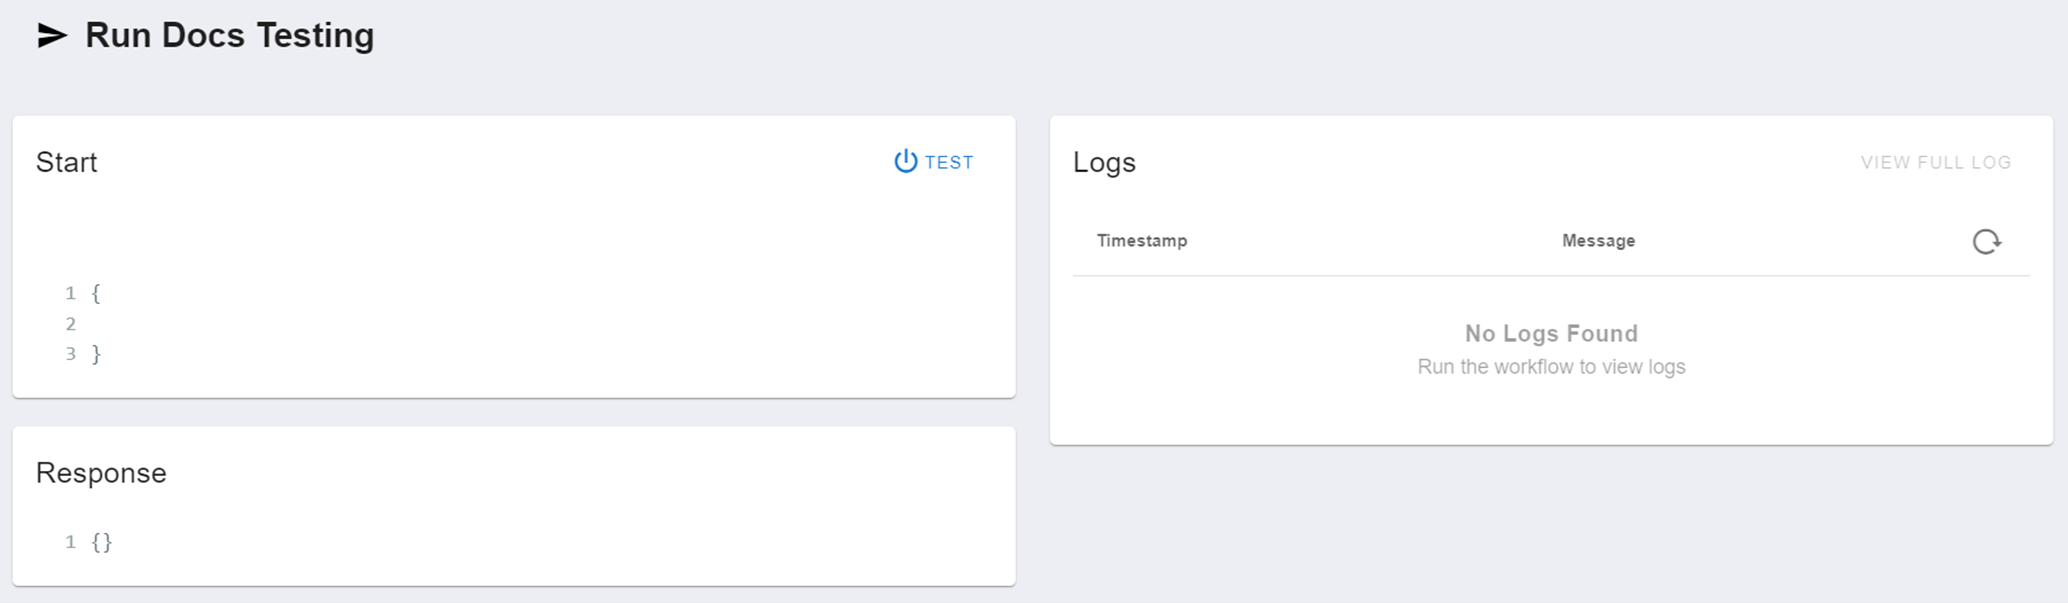 Run Docs Testing
Start
TEST
1 {
2
3 }
Response
1 {}
Logs
VIEW FULL LOG
Timestamp Message
No Logs Found
Run the workflow to view logs